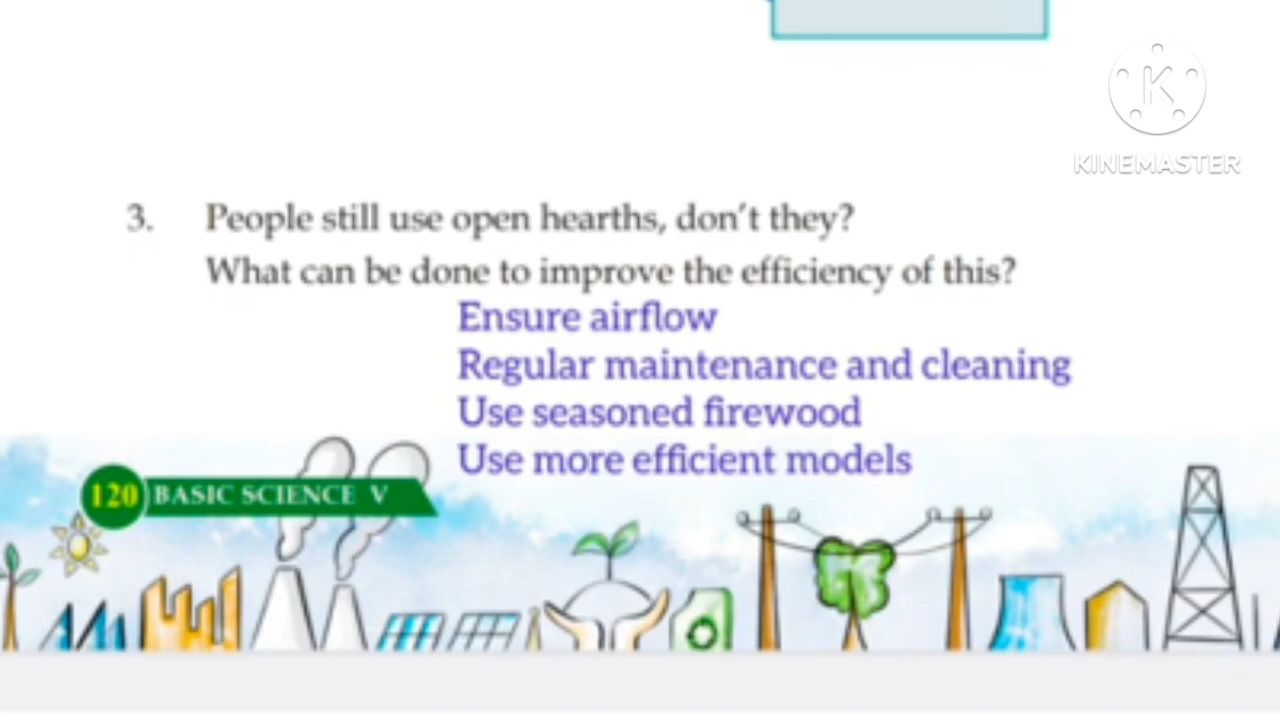 KINEMASTER
3. People still use open hearths, don't they?
What can be done to improve the efficiency of this?
Ensure airflow
Regular maintenance and cleaning
Use seasoned firewood
Use more efficient models
120 BASIC SCIENCE V